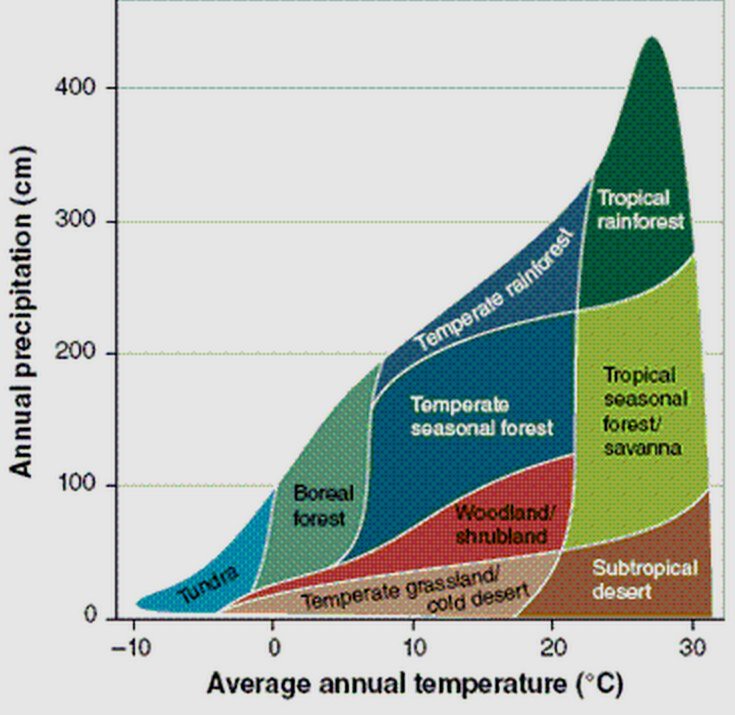 Annual precipitation (cm)
400
300
200
100
0
Tropical
rainforest
Temperate rainforest
Tropical
seasonal
forest/
savanna
Temperate
seasonal forest
Boreal
forest
Woodland/
shrubland
Tundra
Temperate grassland/
cold desert
Subtropical
desert
–10
0
10
20
30
Average annual temperature (°C)